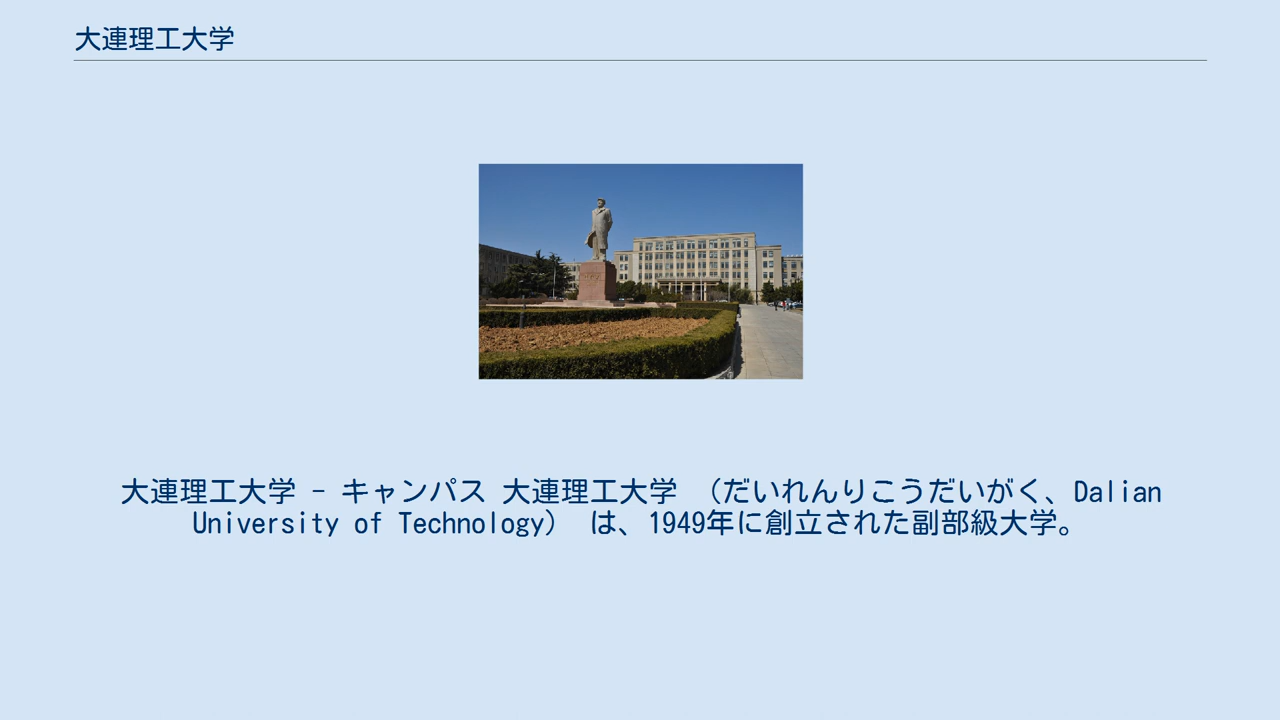 大連理工大学
大連理工大学 - キャンパス 大連理工大学 （だいれんりこうだいがく、Dalian
University of Technology） は、1949年に創立された副部級大学。